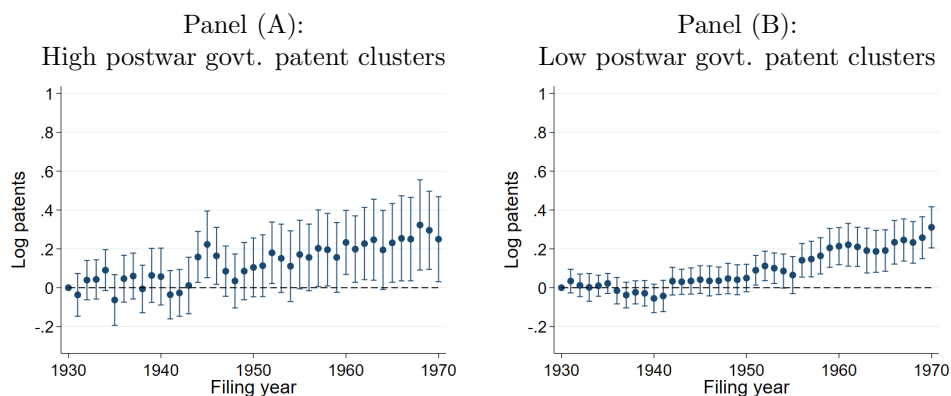 Panel (A):
High postwar govt. patent clusters
1
.8
.6
.4
.2
0
-.2
Log patents
1930 1940 1950 1960 1970
Filing year
Panel (B):
Low postwar govt. patent clusters
1
.8
.6
.4
.2
0
-.2
Log patents
1930 1940 1950 1960 1970
Filing year